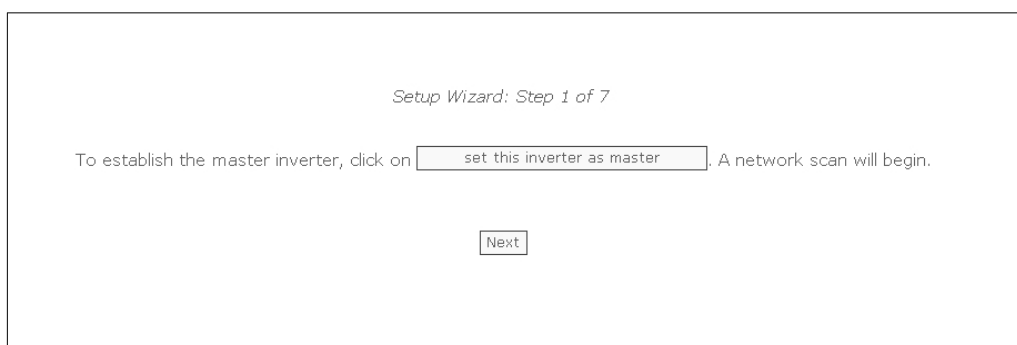 Setup Wizard: Step 1 of 7
To establish the master inverter, click on set this inverter as master. A network scan will begin.
Next